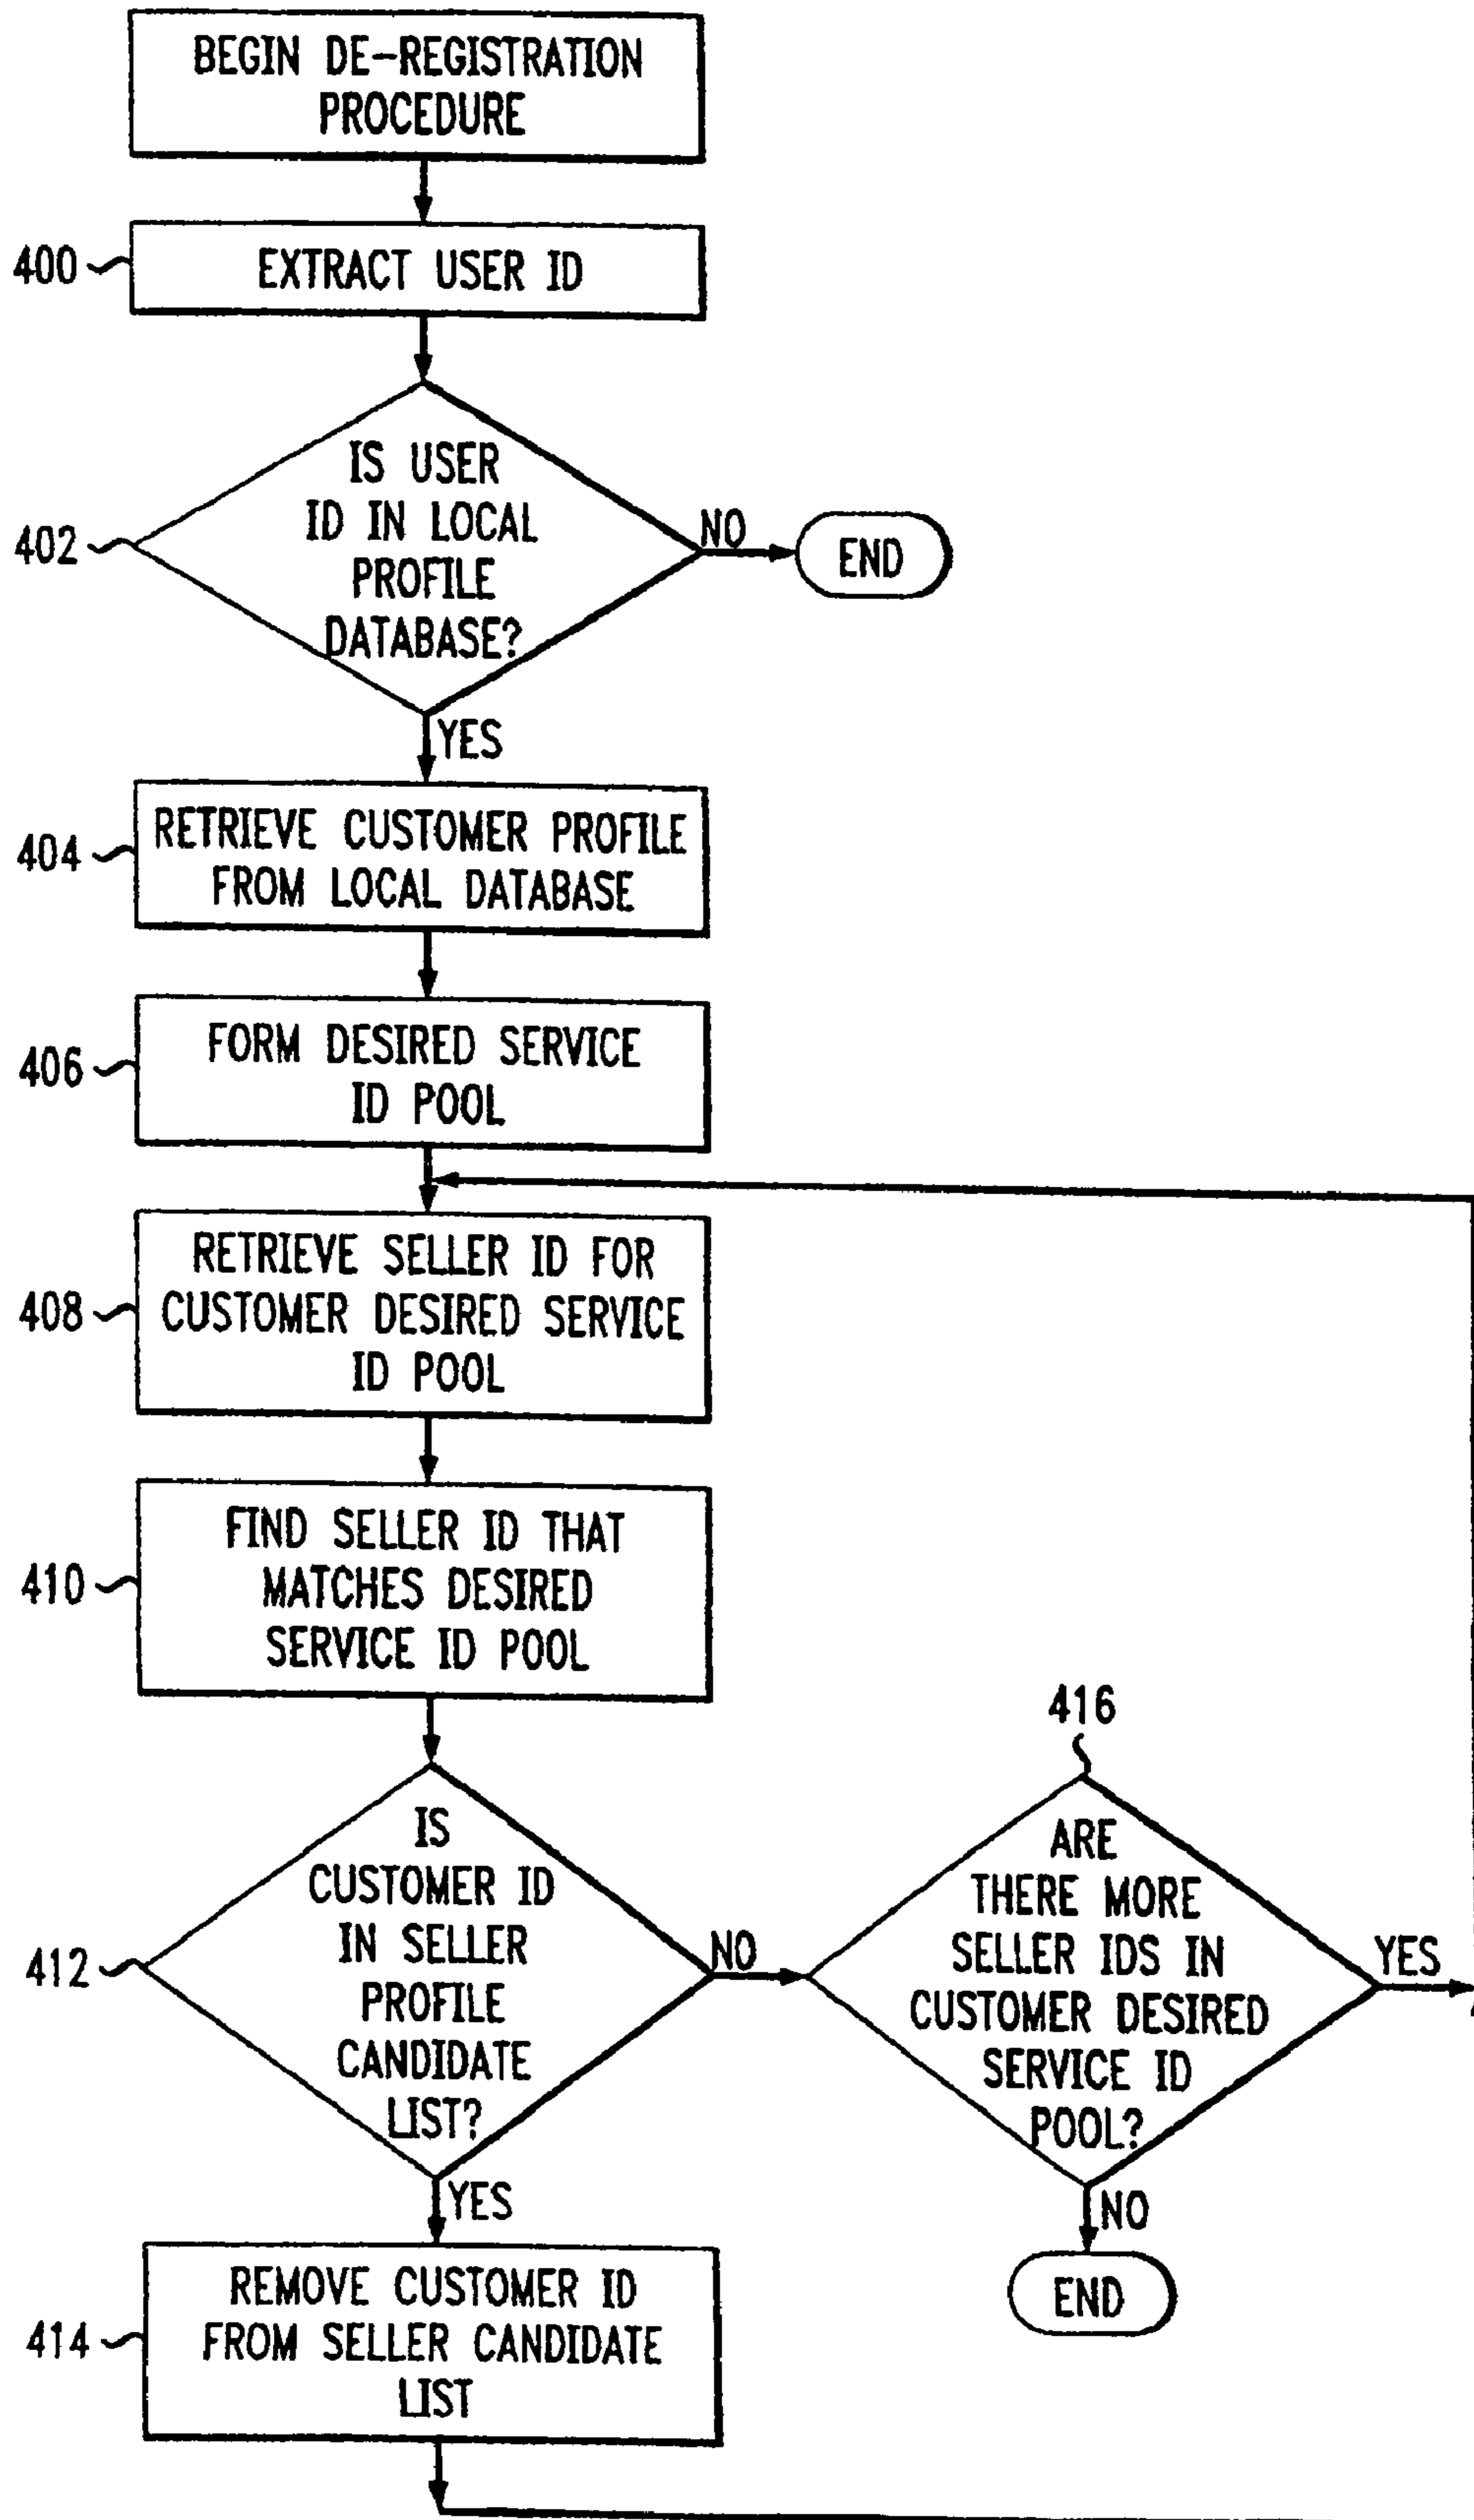 BEGIN DE-REGISTRATION
PROCEDURE
400
EXTRACT USER ID
402
IS USER
ID IN LOCAL
PROFILE
DATABASE?
NO
END
YES
404
RETRIEVE CUSTOMER PROFILE
FROM LOCAL DATABASE
406
FORM DESIRED SERVICE
ID POOL
408
RETRIEVE SELLER ID FOR
CUSTOMER DESIRED SERVICE
ID POOL
410
FIND SELLER ID THAT
MATCHES DESIRED
SERVICE ID POOL
412
IS
CUSTOMER ID
IN SELLER
PROFILE
CANDIDATE
LIST?
NO
416
ARE
THERE MORE
SELLER IDS IN
CUSTOMER DESIRED
SERVICE ID
POOL?
YES
NO
END
YES
414
REMOVE CUSTOMER ID
FROM SELLER CANDIDATE
LIST